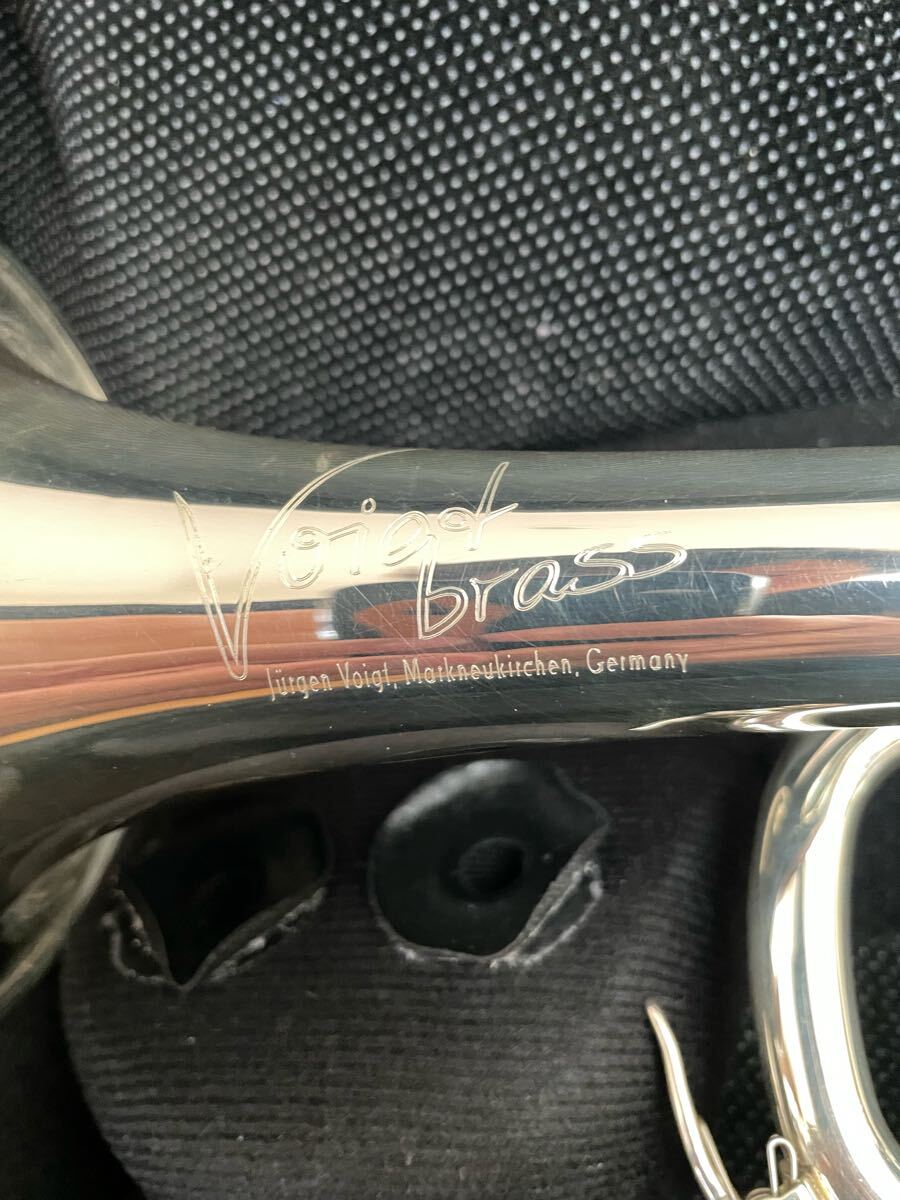 Voigt
brass
Jürgen Voigt, Markneukirchen, Germany